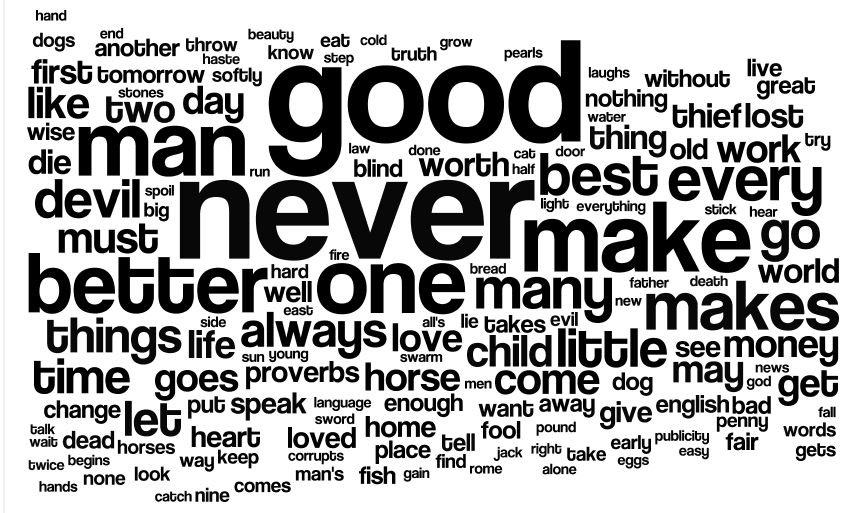 hand
dogs end another throw beauty know eat cold truth grow pearls
haste step
first tomorrow softly good laughs without live great
like stones two day nothing thief lost
wise man water thing old work try
die run law blind done worth cat half door best every
devil spoil big never light everything stick hear
must make go
better fire one bread many father death world
hard well east new makes
things side life always all's love lie takes evil child little see money
sun young swarm
time goes proverbs horse men come dog may god news get
change let put speak language enough want away give english bad fall
sword penny
talk wait dead horses heart loved home place tell fool pound early publicity fair words
twice begins way keep corrupts find jack right take easy gets
hands none look man's fish gain rome alone eggs
catch nine comes